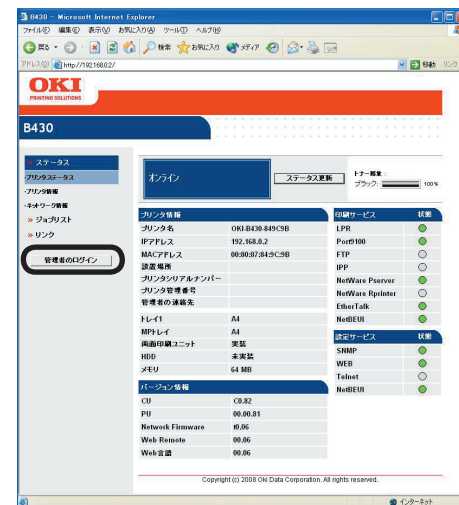 B430 - Microsoft Internet Explorer
ファイル(F) 編集(E) 表示(V) お気に入り(A) ツール(T) ヘルプ(H)
戻る 検索 お気に入り メディア
アドレス(D) http://192.168.0.2/ 移動 リンク
OKI
PRINTING SOLUTIONS
B430
ステータス
・プリンタステータス
・プリンタ情報
・ネットワーク情報
» ジョブリスト
» リンク
管理者のログイン
オンライン
ステータス更新
トナー残量:
ブラック: 100%
プリンタ情報
プリンタ名 OKI-B430-849C9B
IPアドレス 192.168.0.2
MACアドレス 00:80:87:84:9C:9B
設置場所
プリンタシリアルナンバー
プリンタ管理番号
管理者の連絡先
トレイ1 A4
MPトレイ A4
両面印刷ユニット 実装
HDD 未実装
メモリ 64 MB
バージョン情報
CU C0.82
PU 00.00.81
Network Firmware t0.06
Web Remote 00.06
Web言語 00.06
印刷サービス 状態
LPR
Port9100
FTP
IPP
NetWare Pserver
NetWare Rprinter
EtherTalk
NetBEUI
設定サービス 状態
SNMP
WEB
Telnet
NetBEUI
Copyright (c) 2008 Oki Data Corporation. All rights reserved.
インターネット